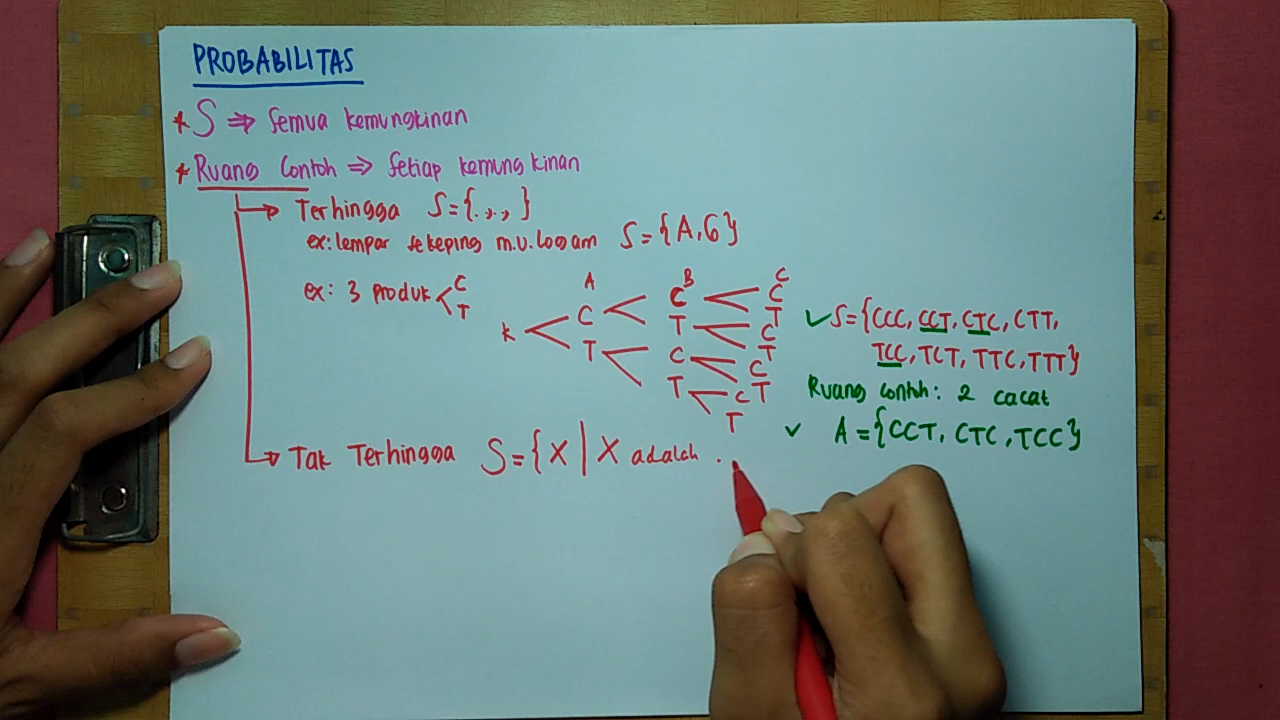 PROBABILITAS
* S ⇒ Semua kemungkinan
* Ruang Contoh ⇒ Setiap kemungkinan
→ Terhingga S={.,.,}
ex: lempar sekeping m.u.logam S={A,G}
ex: 3 produk < C
T
A B C
K < C < C < C
T
T < C
T
T < C < C
T
T < C
T
✓ S={CCC, CCT, CTC, CTT,
TCC, TCT, TTC, TTT}
Ruang contoh: 2 cacat
✓ A={CCT, CTC, TCC}
→ Tak Terhingga S={X | X adalah .